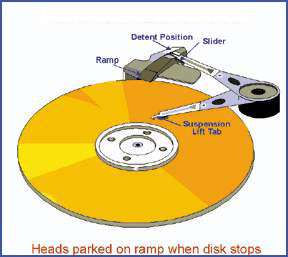 Detent Position
Slider
Ramp
Suspension
Lift Tab
Heads parked on ramp when disk stops